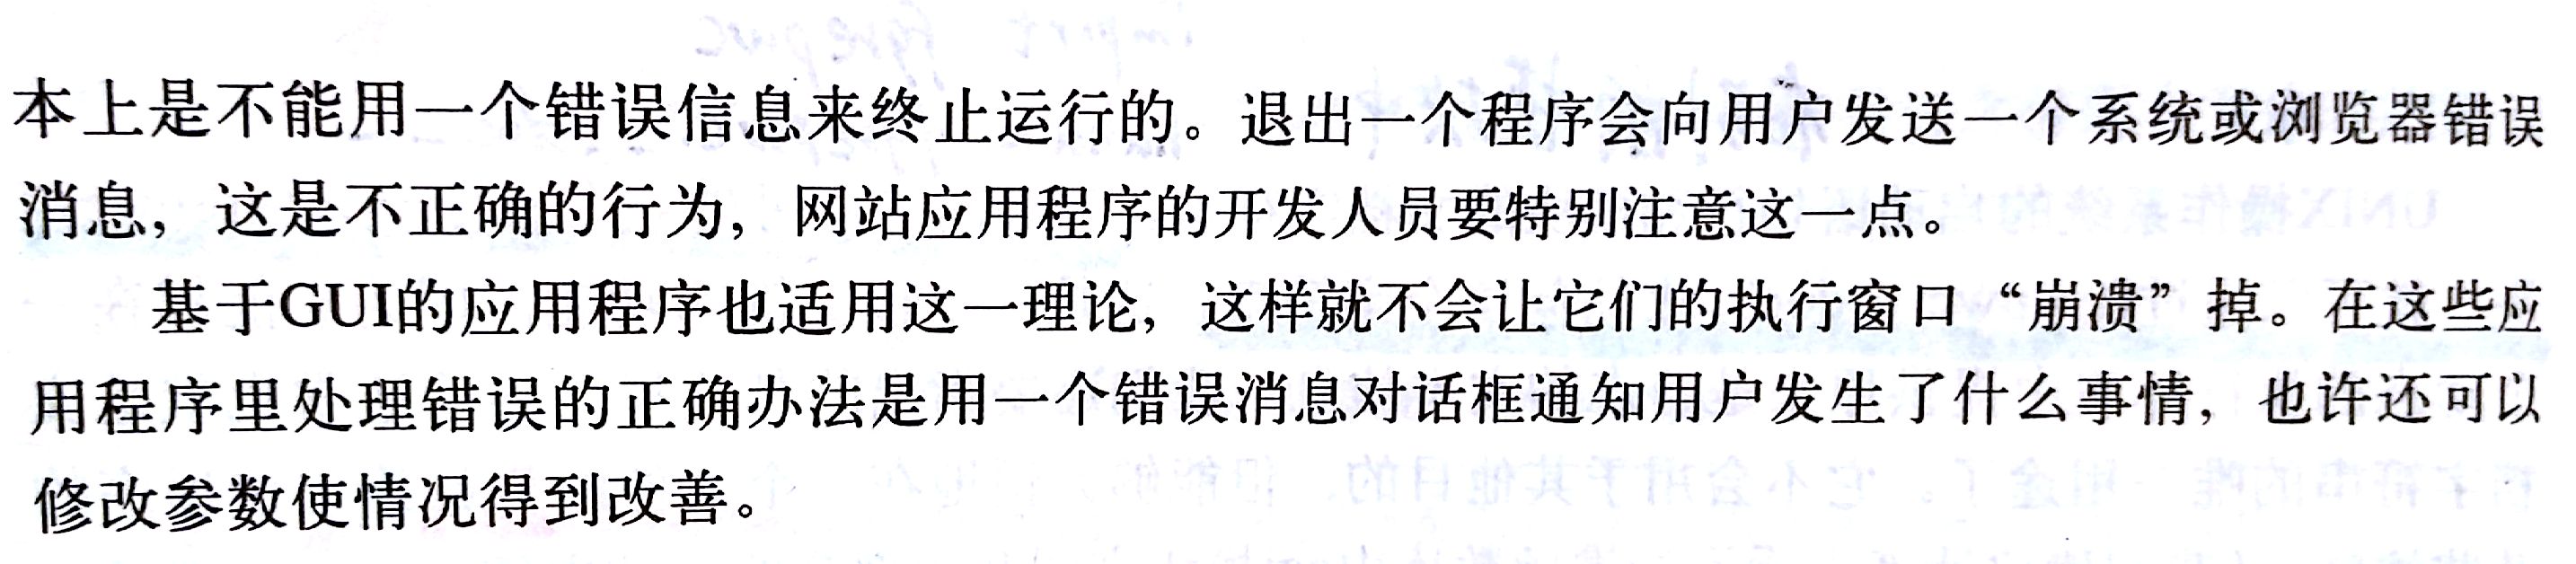 本上是不能用一个错误信息来终止运行的。退出一个程序会向用户发送一个系统或浏览器错误
消息，这是不正确的行为，网站应用程序的开发人员要特别注意这一点。
基于GUI的应用程序也适用这一理论，这样就不会让它们的执行窗口“崩溃”掉。在这些应
用程序里处理错误的正确办法是用一个错误消息对话框通知用户发生了什么事情，也许还可以
修改参数使情况得到改善。